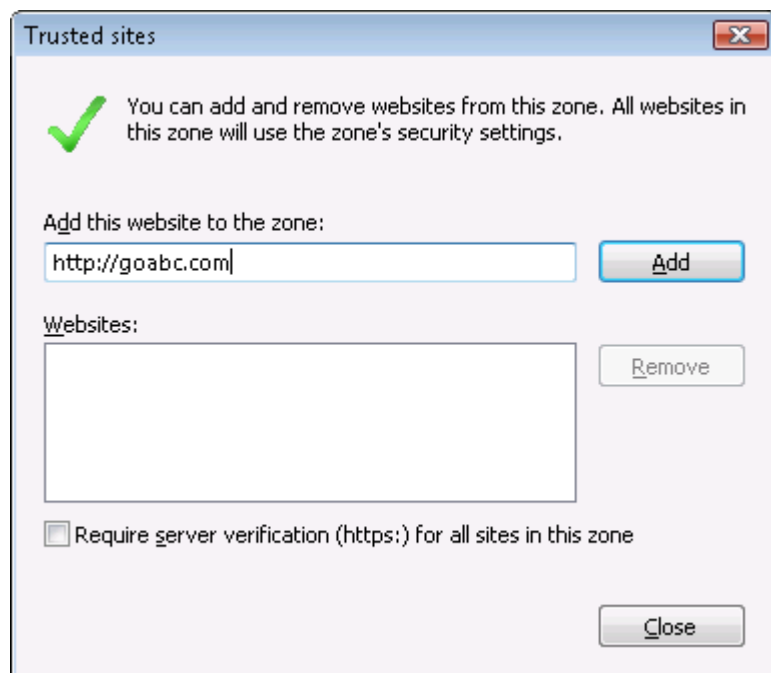 Trusted sites
You can add and remove websites from this zone. All websites in
this zone will use the zone's security settings.
Add this website to the zone:
http://goabc.com
Add
Websites:
Remove
Require server verification (https:) for all sites in this zone
Close